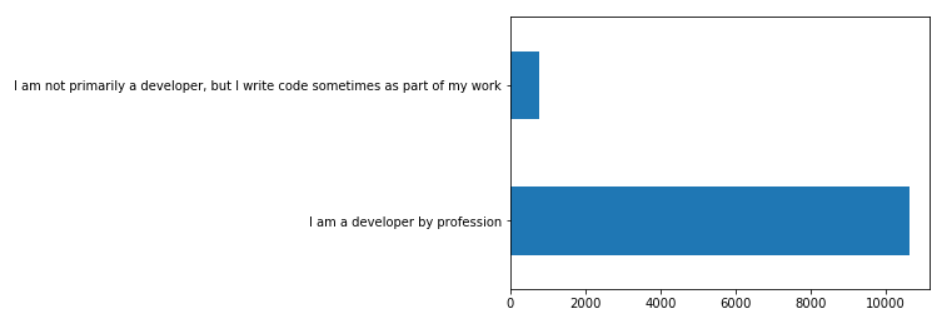 I am not primarily a developer, but I write code sometimes as part of my work
I am a developer by profession
0 2000 4000 6000 8000 10000